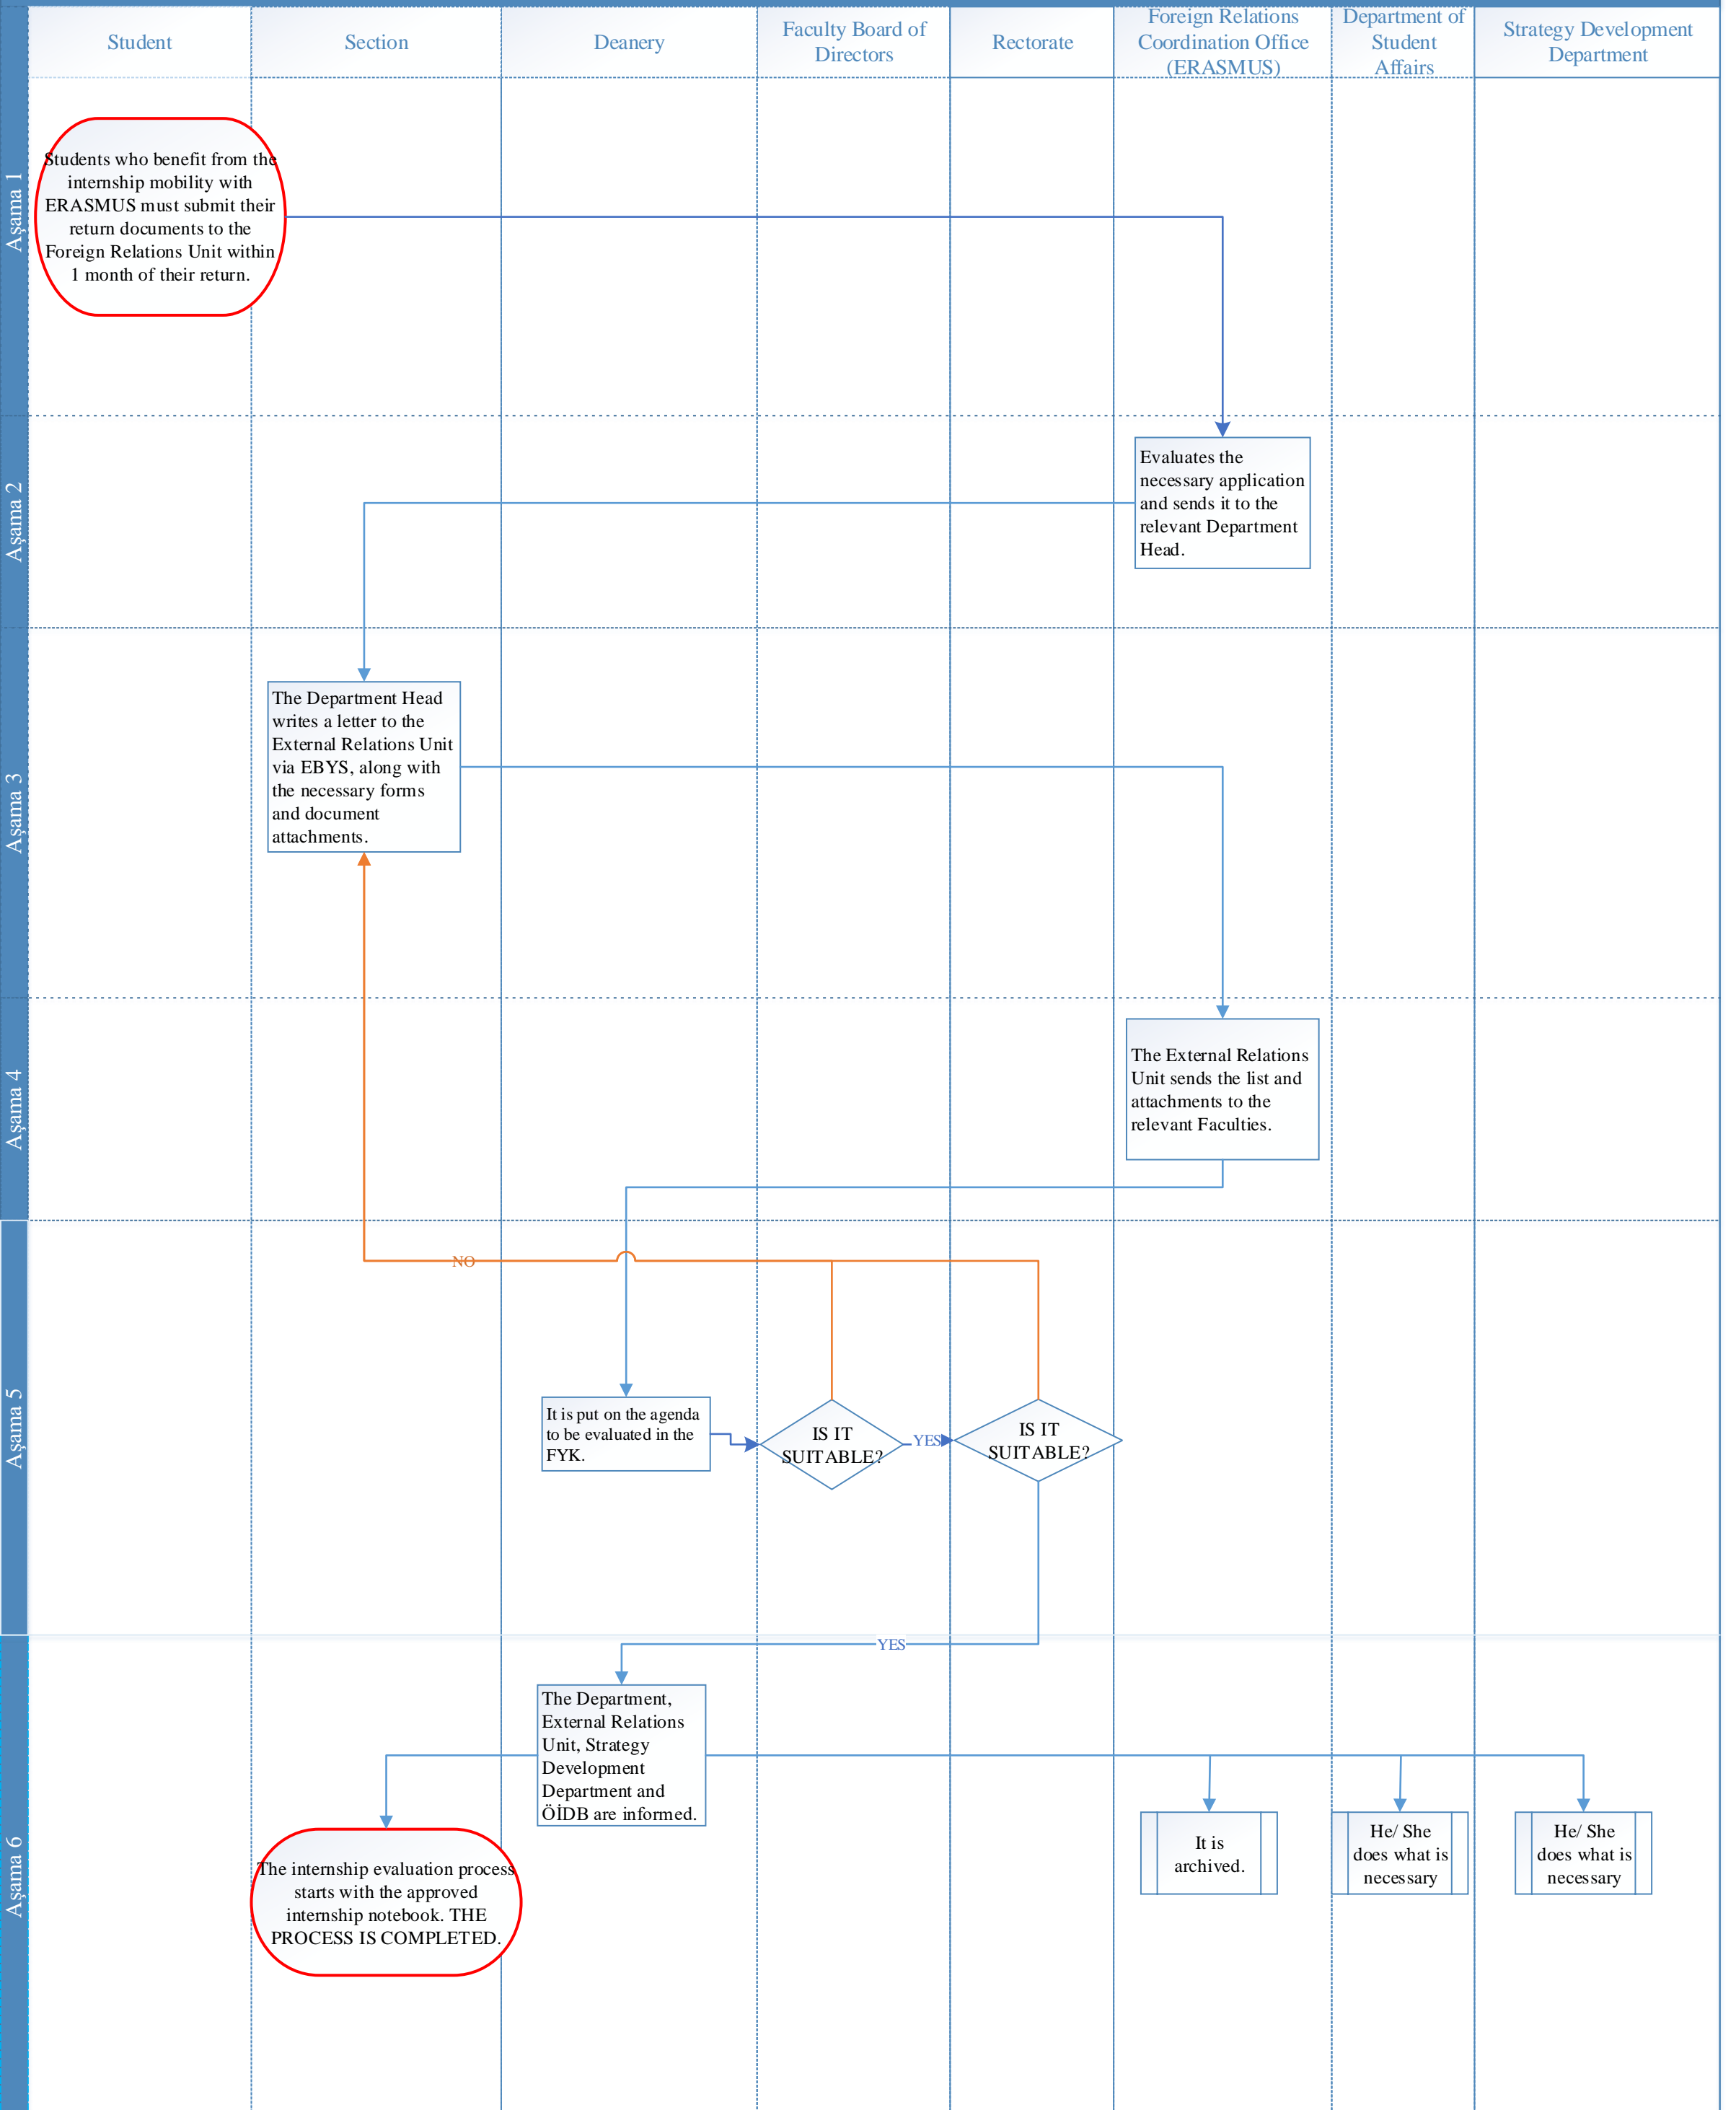 Student
Section
Deanery
Faculty Board of
Directors
Rectorate
Foreign Relations
Coordination Office
(ERASMUS)
Department of
Student
Affairs
Strategy Development
Department
Aşama 1
Students who benefit from the
internship mobility with
ERASMUS must submit their
return documents to the
Foreign Relations Unit within
1 month of their return.
Aşama 2
Evaluates the
necessary application
and sends it to the
relevant Department
Head.
Aşama 3
The Department Head
writes a letter to the
External Relations Unit
via EBYS, along with
the necessary forms
and document
attachments.
Aşama 4
The External Relations
Unit sends the list and
attachments to the
relevant Faculties.
Aşama 5
NO
It is put on the agenda
to be evaluated in the
FYK.
IS IT
SUITABLE?
YES
IS IT
SUITABLE?
YES
Aşama 6
The Department,
External Relations
Unit, Strategy
Development
Department and
ÖİDB are informed.
The internship evaluation process
starts with the approved
internship notebook. THE
PROCESS IS COMPLETED.
It is
archived.
He/ She
does what is
necessary
He/ She
does what is
necessary